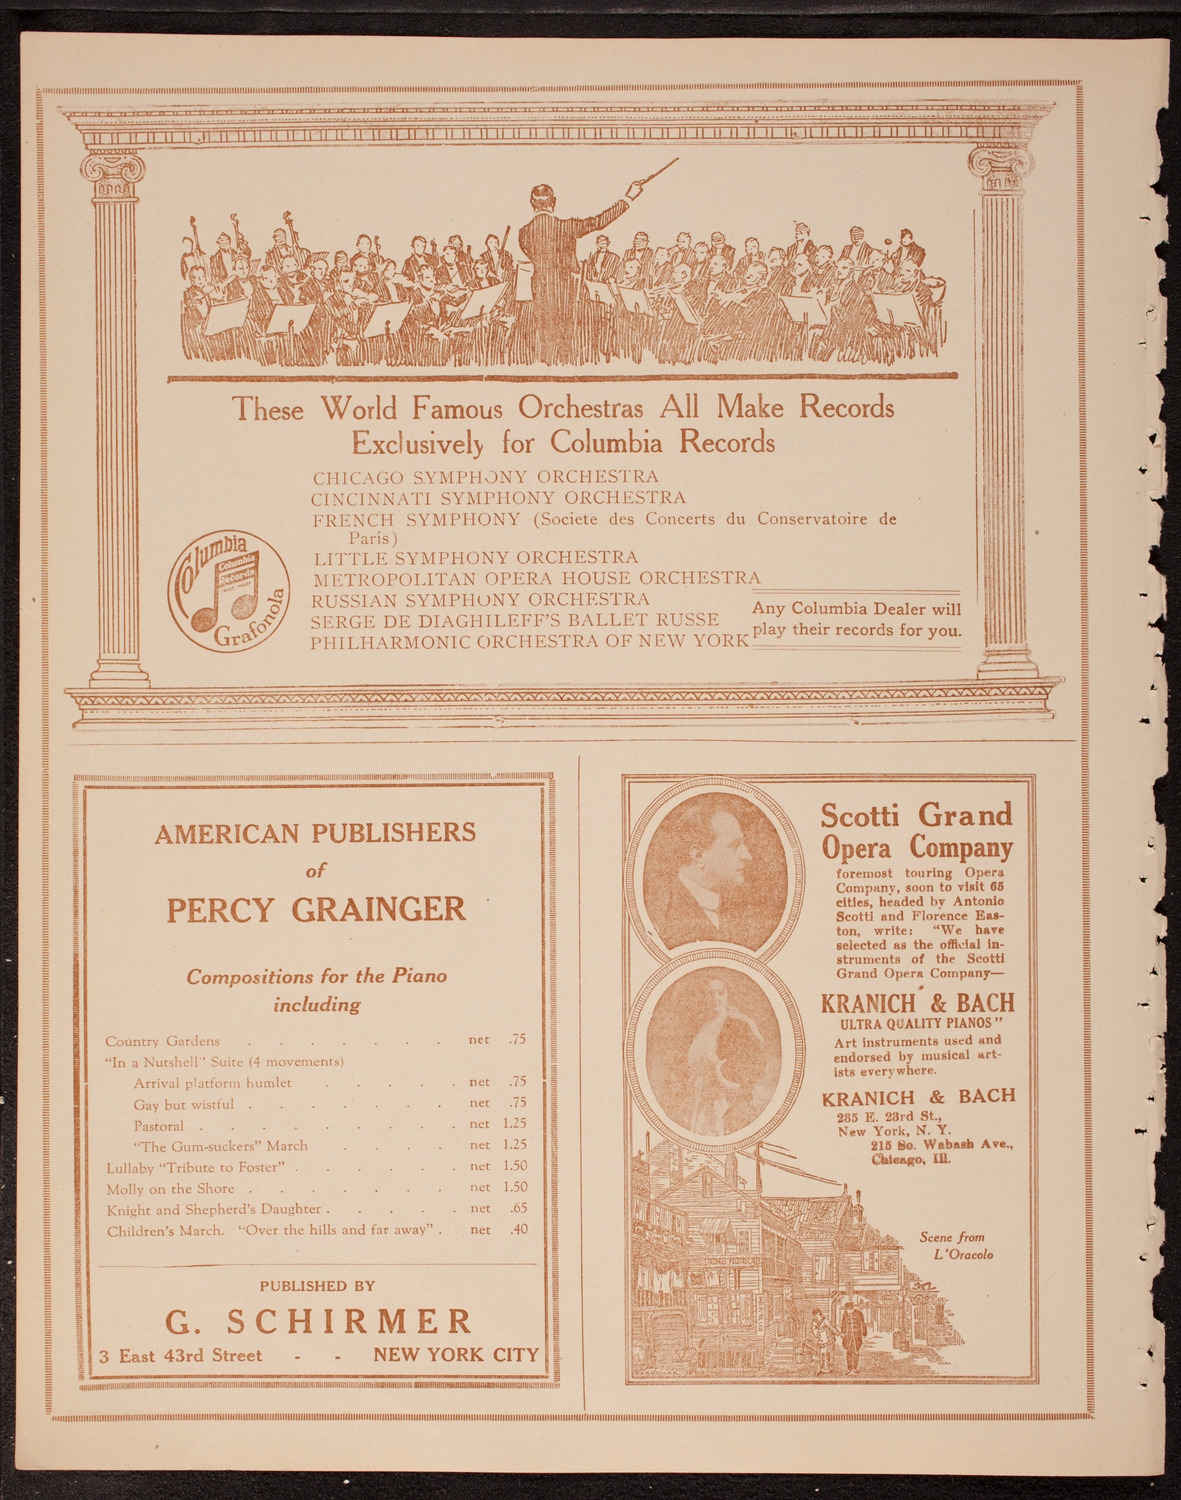 These World Famous Orchestras All Make Records
Exclusively for Columbia Records
CHICAGO SYMPHONY ORCHESTRA
CINCINNATI SYMPHONY ORCHESTRA
FRENCH SYMPHONY (Societe des Concerts du Conservatoire de
Paris)
LITTLE SYMPHONY ORCHESTRA
METROPOLITAN OPERA HOUSE ORCHESTRA
RUSSIAN SYMPHONY ORCHESTRA
SERGE DE DIAGHILEFF'S BALLET RUSSE
PHILHARMONIC ORCHESTRA OF NEW YORK
Columbia
Columbia
Records
Grafonola
Any Columbia Dealer will
play their records for you.
AMERICAN PUBLISHERS
of
PERCY GRAINGER
Compositions for the Piano
including
Country Gardens . . . . . . . net .75
"In a Nutshell" Suite (4 movements)
Arrival platform humlet . . . . . net .75
Gay but wistful . . . . . . . net .75
Pastoral . . . . . . . . . net 1.25
"The Gum-suckers" March . . . . net 1.25
Lullaby "Tribute to Foster" . . . . . . net 1.50
Molly on the Shore . . . . . . . net 1.50
Knight and Shepherd's Daughter . . . . . net .65
Children's March. "Over the hills and far away" . net .40
PUBLISHED BY
G. SCHIRMER
3 East 43rd Street - - NEW YORK CITY
Scotti Grand
Opera Company
foremost touring Opera
Company, soon to visit 65
cities, headed by Antonio
Scotti and Florence Eas-
ton, write: "We have
selected as the official in-
struments of the Scotti
Grand Opera Company—
KRANICH & BACH
ULTRA QUALITY PIANOS"
Art instruments used and
endorsed by musical art-
ists everywhere.
KRANICH & BACH
235 E. 23rd St.,
New York, N. Y.
215 So. Wabash Ave.,
Chicago, Ill.
Scene from
L'Oracolo